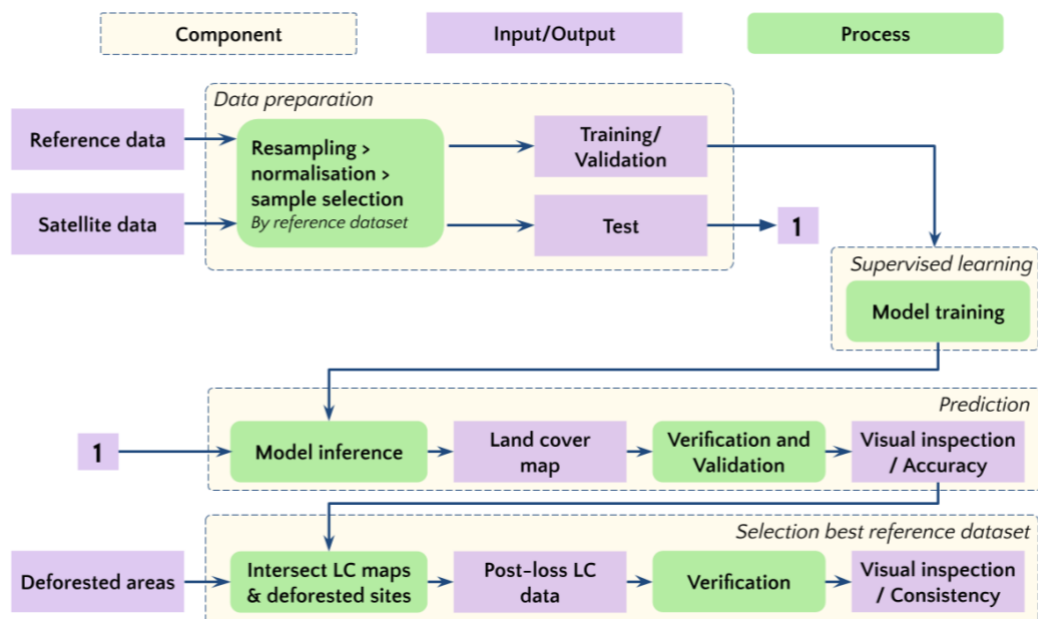 Component
Input/Output
Process
Data preparation
Reference data
Satellite data
Resampling >
normalisation >
sample selection
By reference dataset
Training/
Validation
Test
1
Supervised learning
Model training
Prediction
1
Model inference
Land cover
map
Verification and
Validation
Visual inspection
/ Accuracy
Selection best reference dataset
Deforested areas
Intersect LC maps
& deforested sites
Post-loss LC
data
Verification
Visual inspection
/ Consistency